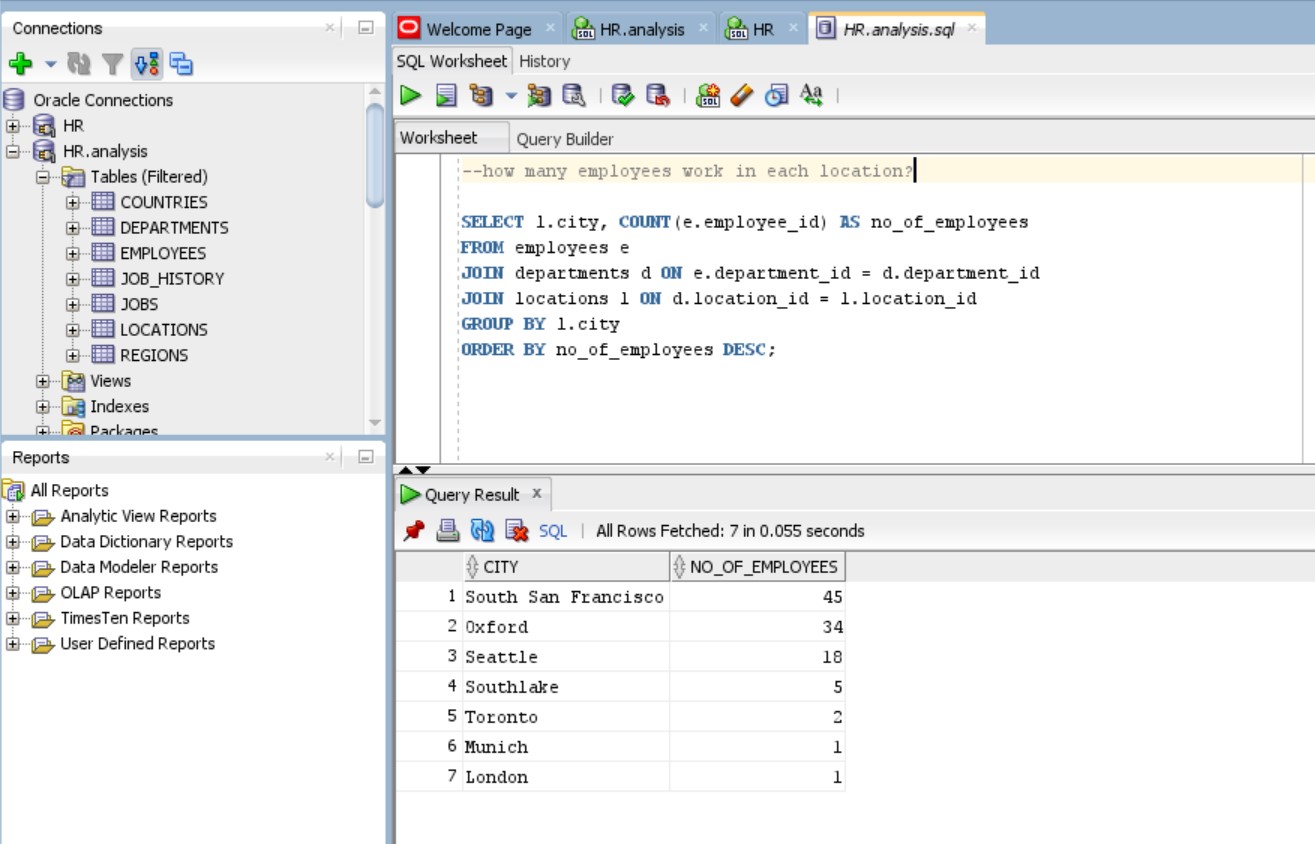 Connections
Oracle Connections
HR
HR.analysis
Tables (Filtered)
COUNTRIES
DEPARTMENTS
EMPLOYEES
JOB_HISTORY
JOBS
LOCATIONS
REGIONS
Views
Indexes
Packages
Reports
All Reports
Analytic View Reports
Data Dictionary Reports
Data Modeler Reports
OLAP Reports
TimesTen Reports
User Defined Reports
Welcome Page HR.analysis HR HR.analysis.sql
SQL Worksheet History
Worksheet Query Builder
--how many employees work in each location?
SELECT l.city, COUNT(e.employee_id) AS no_of_employees
FROM employees e
JOIN departments d ON e.department_id = d.department_id
JOIN locations l ON d.location_id = l.location_id
GROUP BY l.city
ORDER BY no_of_employees DESC;
Query Result
SQL | All Rows Fetched: 7 in 0.055 seconds
CITY NO_OF_EMPLOYEES
1 South San Francisco 45
2 Oxford 34
3 Seattle 18
4 Southlake 5
5 Toronto 2
6 Munich 1
7 London 1